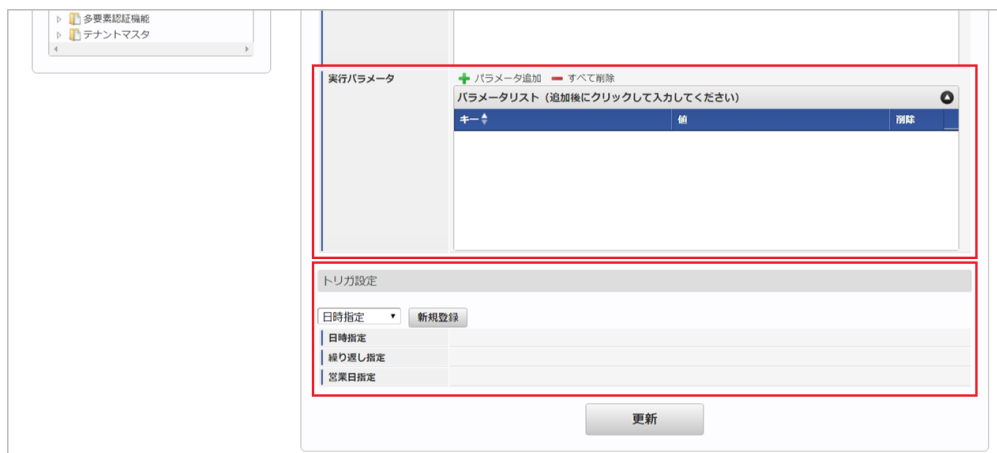 多要素認証機能
テナントマスタ
実行パラメータ
パラメータ追加 すべて削除
パラメータリスト（追加後にクリックして入力してください）
キー 値 削除
トリガ設定
日時指定 新規登録
日時指定
繰り返し指定
営業日指定
更新